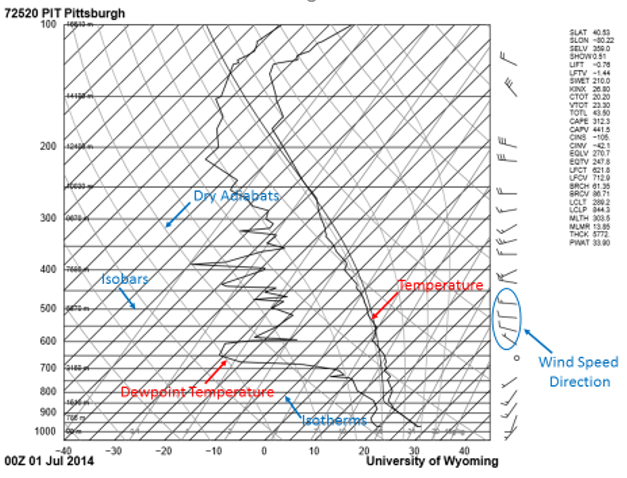 72520 PIT Pittsburgh
100
200
300
400
500
600
700
800
900
1000
Dry Adiabats
Isobars
Temperature
Dewpoint Temperature
Isotherms
Wind Speed
Direction
−40 −30 −20 −10 0 10 20 30 40
00Z 01 Jul 2014
University of Wyoming
SLAT 40.53
SLON −80.22
SELV 359.0
SHOW 0.51
LIFT −0.76
LFTV −1.44
SWET 210.0
KINX 26.80
CTOT 20.20
VTOT 23.30
TOTL 43.50
CAPE 312.3
CAPV 441.5
CINS −105.
CINV −42.1
EQLV 270.7
EQTV 247.8
LFCT 621.8
LFCV 712.9
BRCH 61.35
BRCV 86.71
LCLT 289.2
LCLP 844.3
MLTH 303.5
MLMR 13.85
THCK 5772.
PWAT 33.90